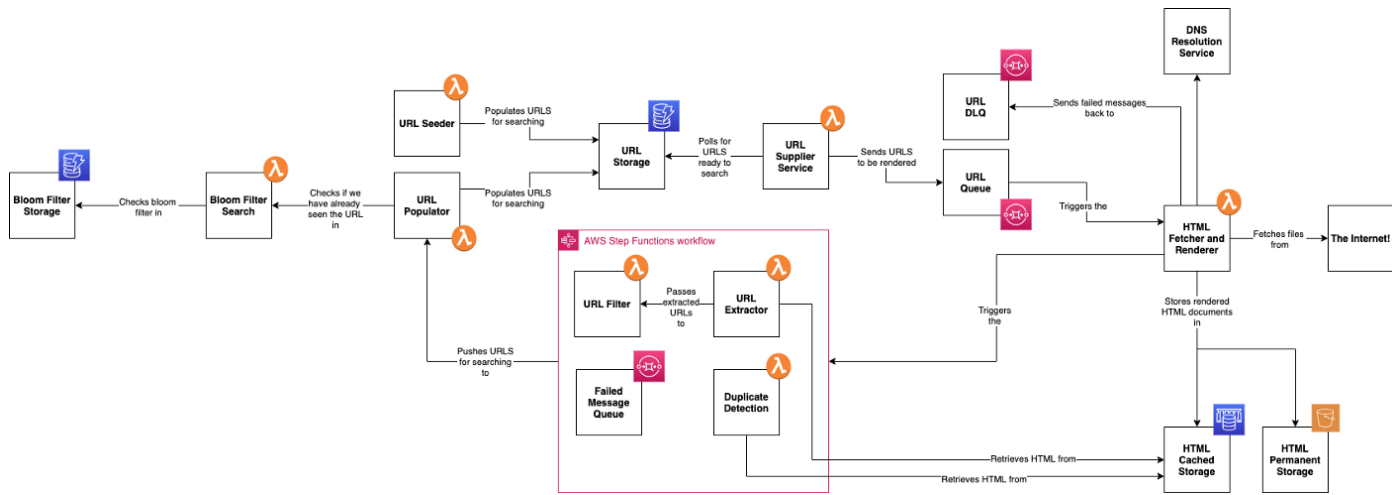 DNS
Resolution
Service
URL
DLQ
Sends failed messages
back to
URL Seeder
Populates URLS
for searching
URL
Storage
Polls for
URLS
ready to
search
URL
Supplier
Service
Sends URLS
to be rendered
URL
Queue
Triggers the
Bloom Filter
Storage
Checks bloom
filter in
Bloom Filter
Search
Checks if we
have already
seen the URL
in
URL
Populator
Populates URLS
for searching
HTML
Fetcher and
Renderer
Fetches files
from
The Internet!
AWS Step Functions workflow
URL Filter
Passes
extracted
URLs
to
URL
Extractor
Triggers
the
Stores rendered
HTML documents
in
Pushes URLS
for searching
to
Failed
Message
Queue
Duplicate
Detection
Retrieves HTML from
Retrieves HTML from
HTML
Cached
Storage
HTML
Permanent
Storage